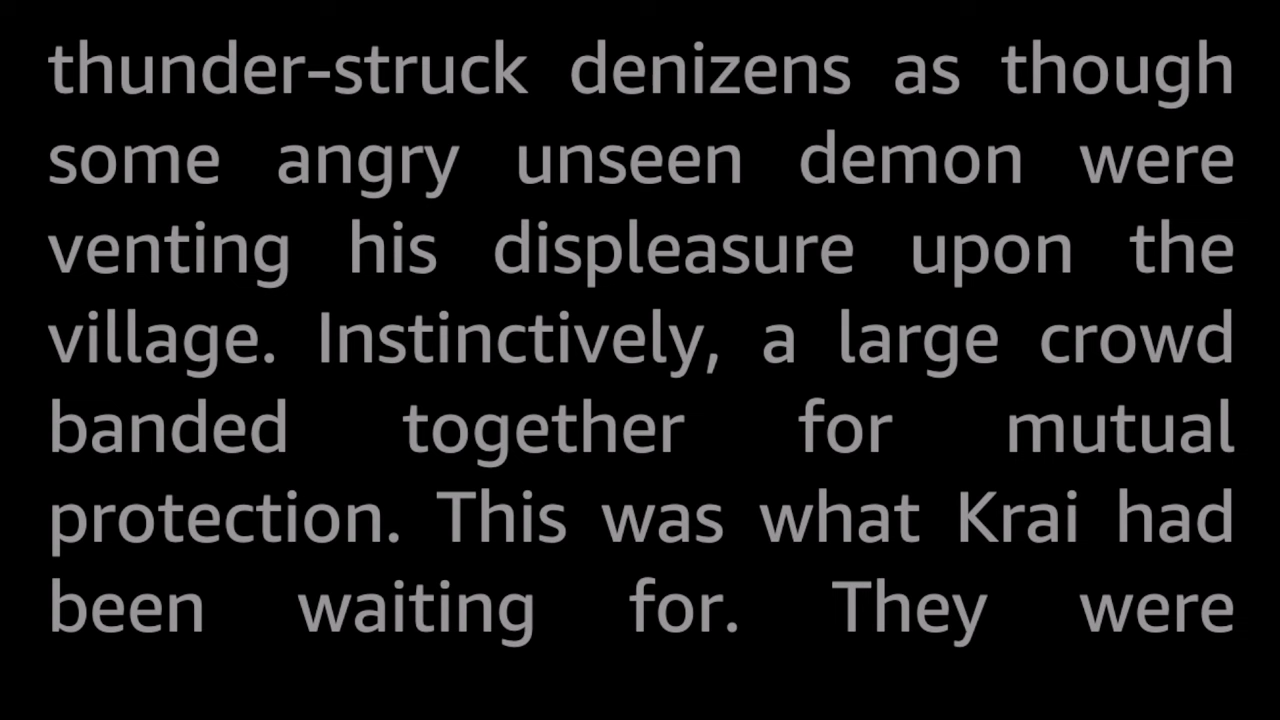 thunder-struck denizens as though
some angry unseen demon were
venting his displeasure upon the
village. Instinctively, a large crowd
banded together for mutual
protection. This was what Krai had
been waiting for. They were